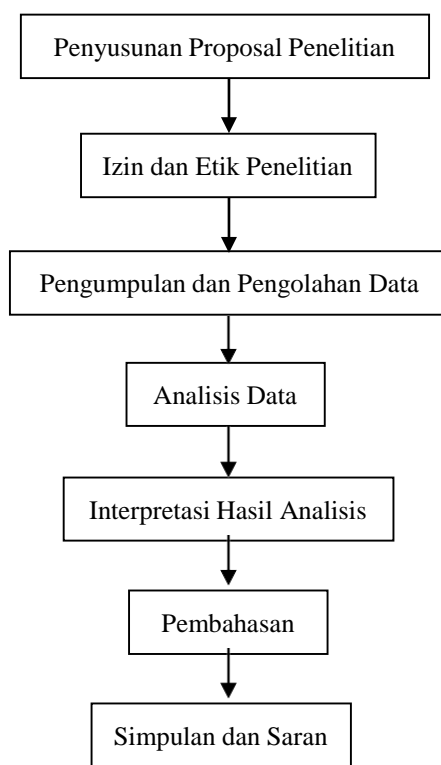 Penyusunan Proposal Penelitian
Izin dan Etik Penelitian
Pengumpulan dan Pengolahan Data
Analisis Data
Interpretasi Hasil Analisis
Pembahasan
Simpulan dan Saran